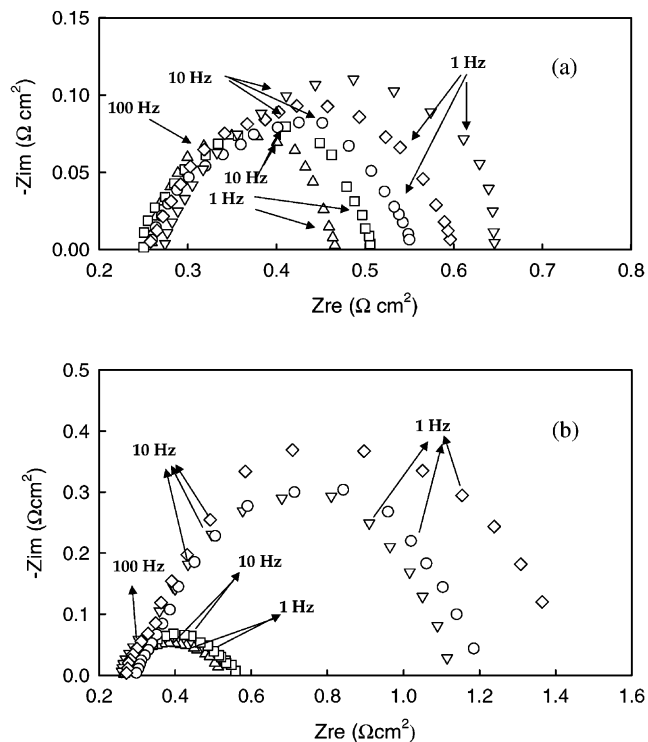 0.15
(a)
1 Hz
10 Hz
0.10
100 Hz
-Zim (Ω cm²)
0.05
10 Hz
1 Hz
0.00
0.2 0.3 0.4 0.5 0.6 0.7 0.8
Zre (Ω cm²)
0.5
(b)
1 Hz
0.4
10 Hz
0.3
-Zim (Ωcm²)
0.2
100 Hz
10 Hz
0.1
1 Hz
0.0
0.2 0.4 0.6 0.8 1.0 1.2 1.4 1.6
Zre (Ωcm²)